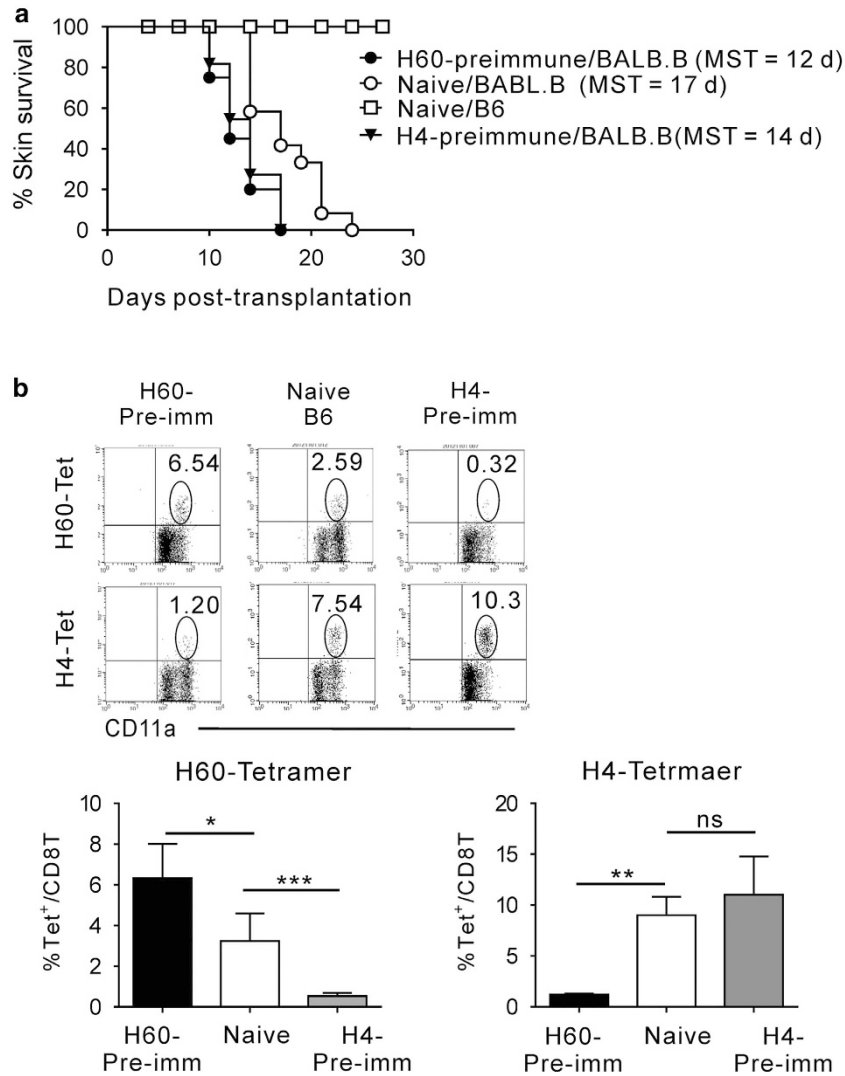 a
100
80
60
40
20
0
% Skin survival
0 10 20 30
Days post-transplantation
H60-preimmune/BALB.B (MST = 12 d)
Naive/BABL.B (MST = 17 d)
Naive/B6
H4-preimmune/BALB.B(MST = 14 d)
b
H60-
Pre-imm
Naive
B6
H4-
Pre-imm
H60-Tet
6.54
2.59
0.32
H4-Tet
1.20
7.54
10.3
CD11a
H60-Tetramer
%Tet⁺/CD8T
10
8
6
4
2
0
*
***
H60-
Pre-imm
Naive
H4-
Pre-imm
H4-Tetrmaer
%Tet⁺/CD8T
20
15
10
5
0
**
ns
H60-
Pre-imm
Naive
H4-
Pre-imm